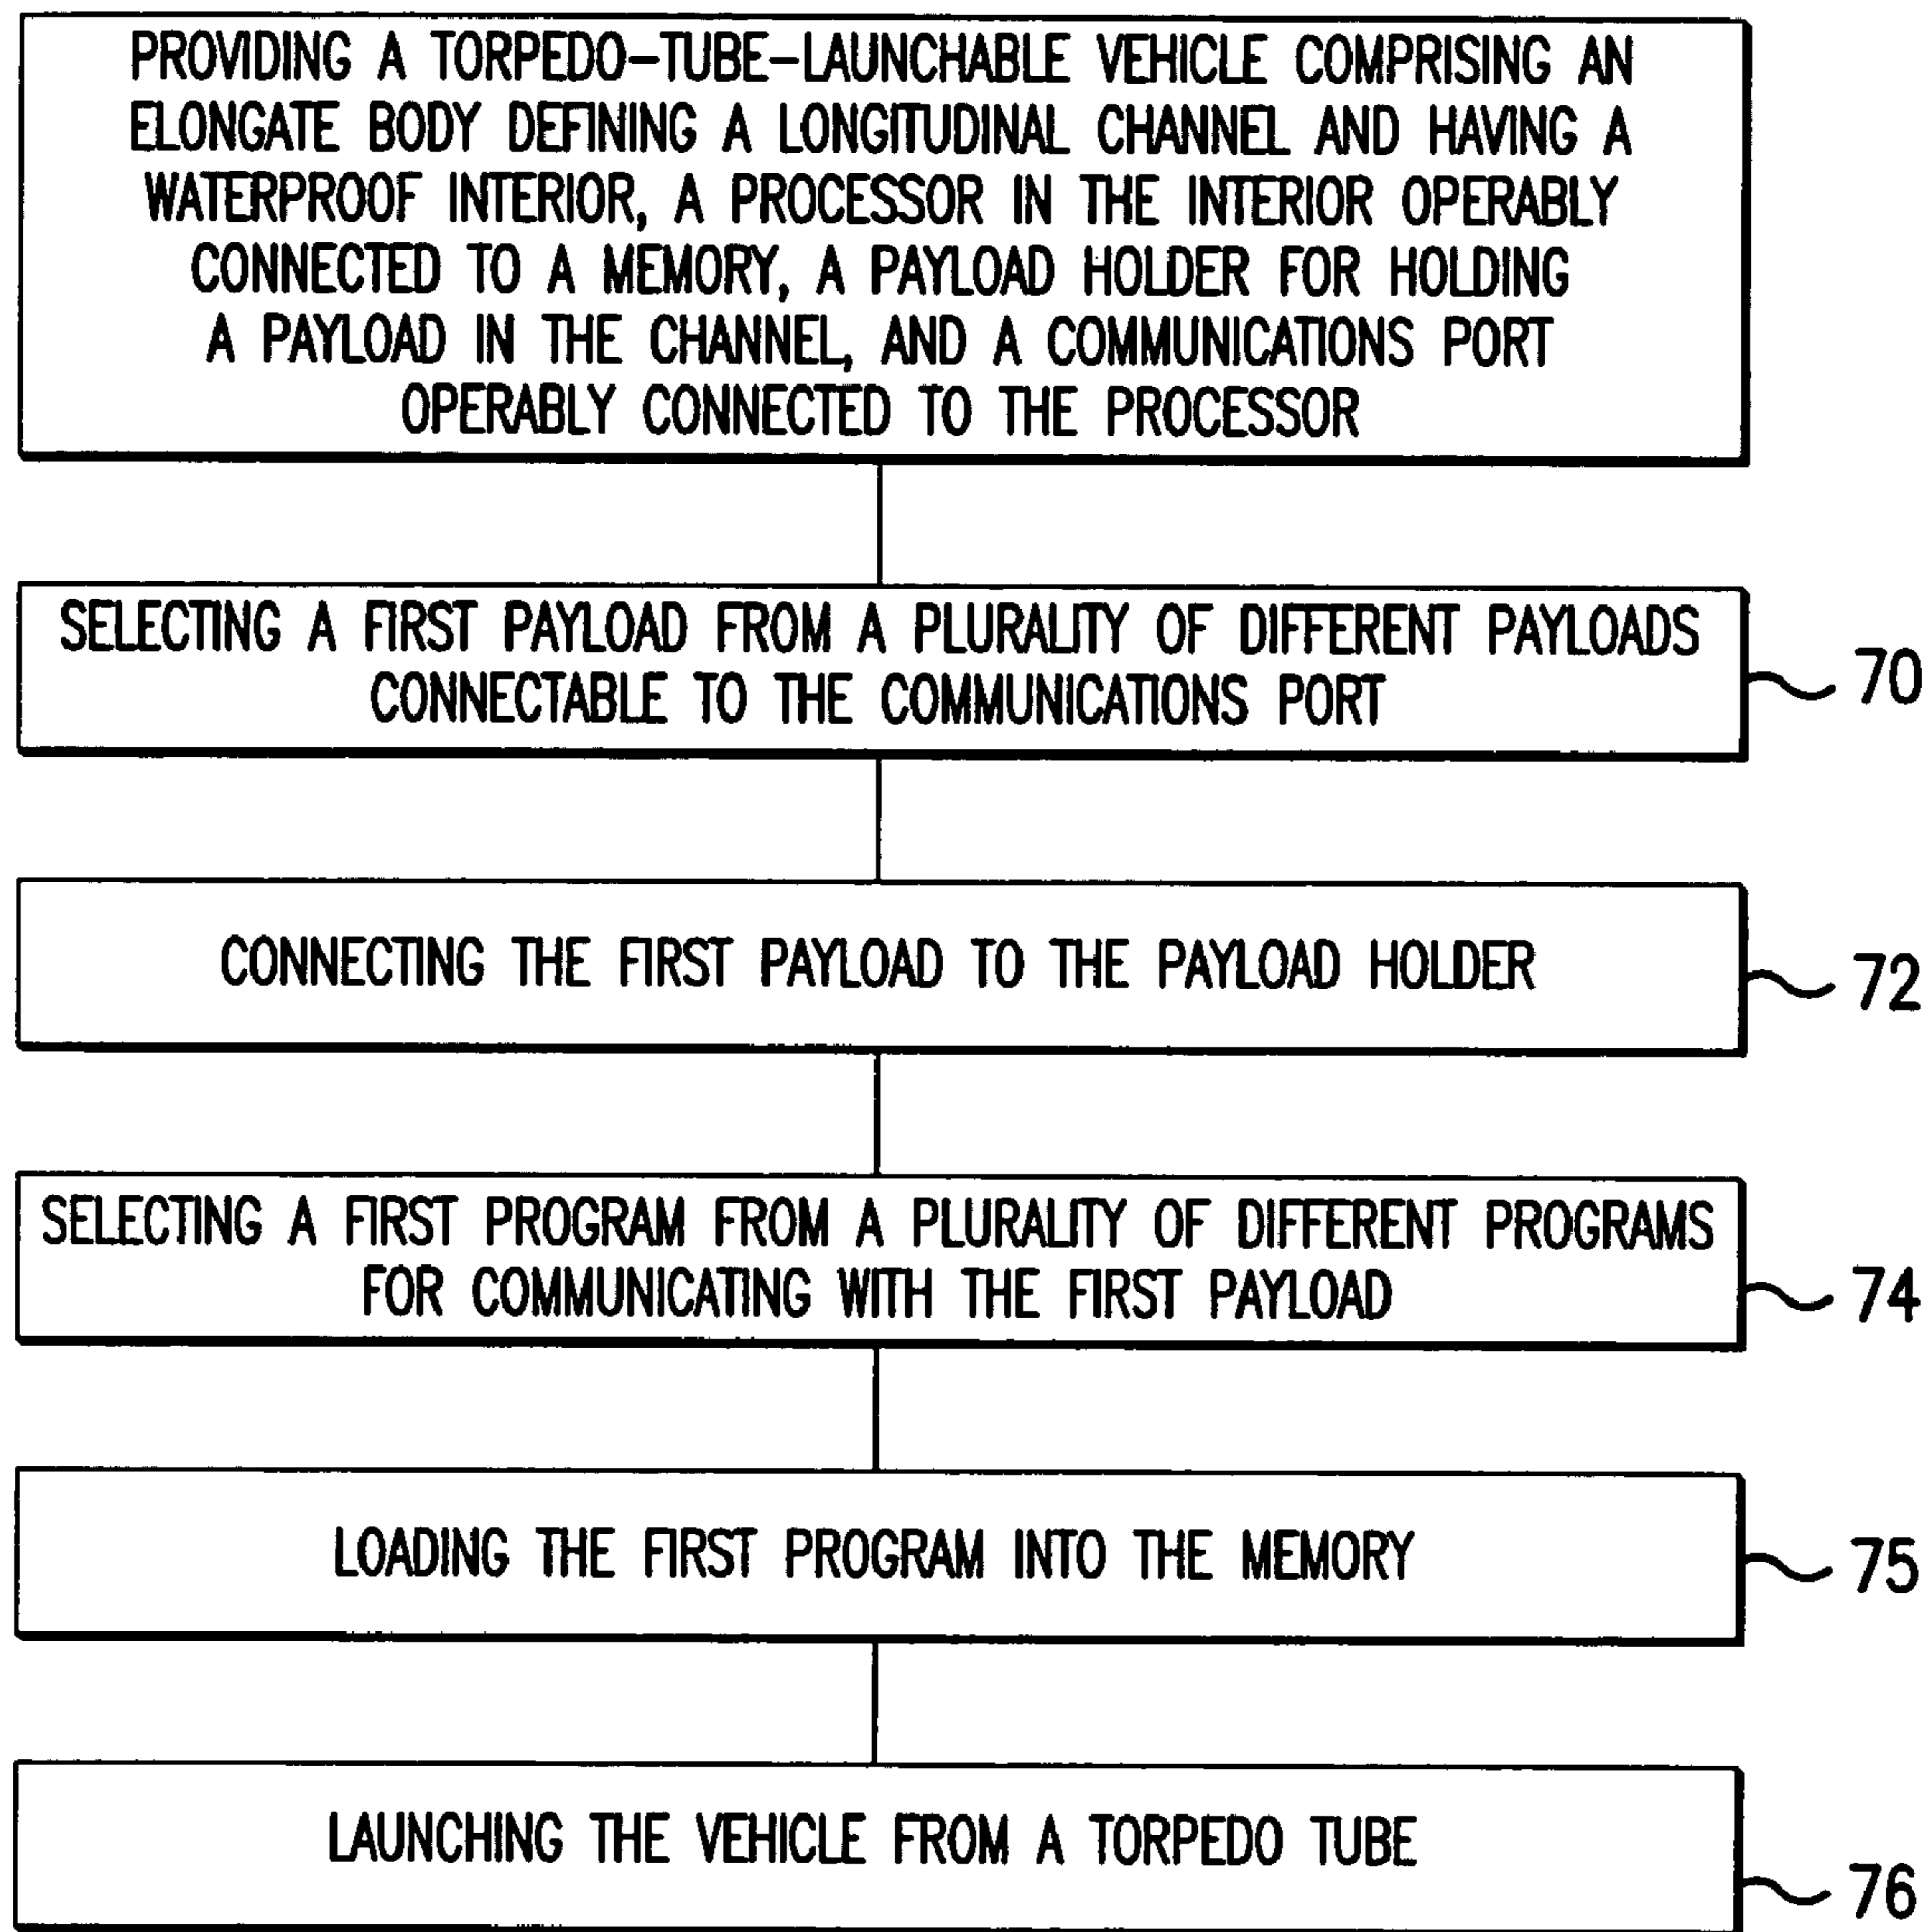 PROVIDING A TORPEDO-TUBE-LAUNCHABLE VEHICLE COMPRISING AN
ELONGATE BODY DEFINING A LONGITUDINAL CHANNEL AND HAVING A
WATERPROOF INTERIOR, A PROCESSOR IN THE INTERIOR OPERABLY
CONNECTED TO A MEMORY, A PAYLOAD HOLDER FOR HOLDING
A PAYLOAD IN THE CHANNEL, AND A COMMUNICATIONS PORT
OPERABLY CONNECTED TO THE PROCESSOR
SELECTING A FIRST PAYLOAD FROM A PLURALITY OF DIFFERENT PAYLOADS
CONNECTABLE TO THE COMMUNICATIONS PORT
70
CONNECTING THE FIRST PAYLOAD TO THE PAYLOAD HOLDER
72
SELECTING A FIRST PROGRAM FROM A PLURALITY OF DIFFERENT PROGRAMS
FOR COMMUNICATING WITH THE FIRST PAYLOAD
74
LOADING THE FIRST PROGRAM INTO THE MEMORY
75
LAUNCHING THE VEHICLE FROM A TORPEDO TUBE
76